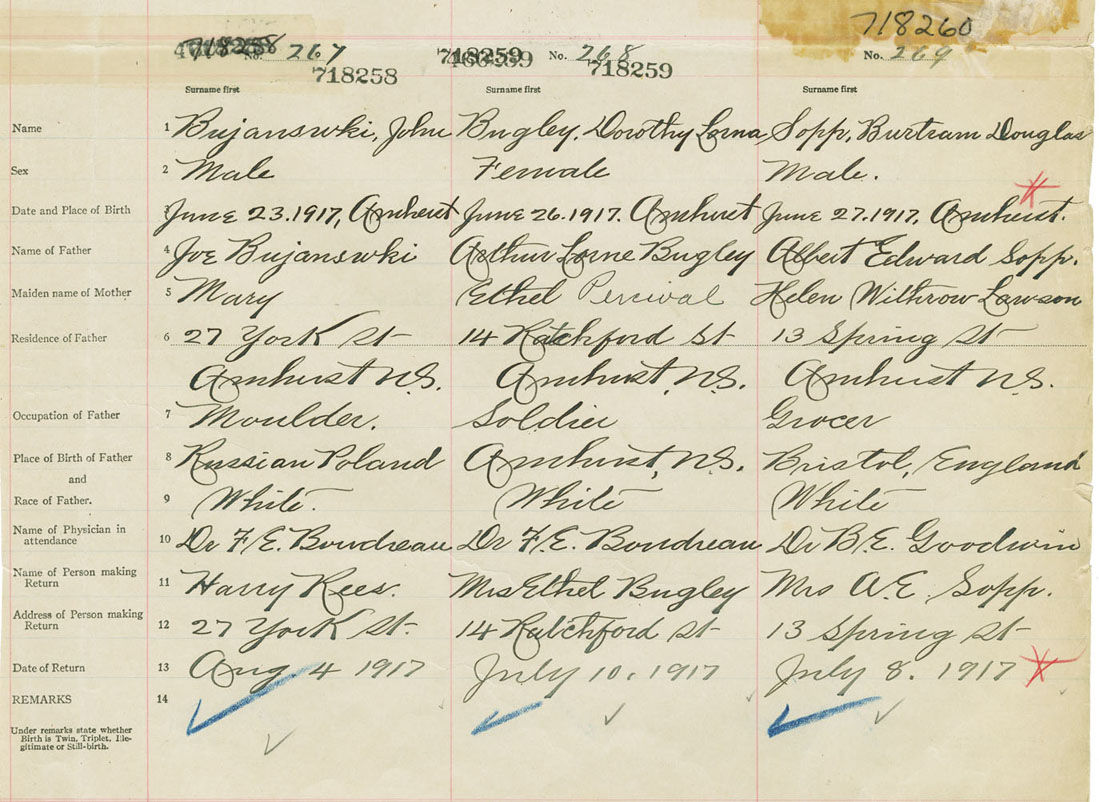 718260
No. 267 718259 No. 268 No. 269
718258 718259
Surname first Surname first Surname first
Name 1 Bujanswki, John Bugley, Dorothy Lorna Sopp, Burtram Douglas
Sex 2 Male Female Male.
Date and Place of Birth 3 June 23.1917, Amherst June 26.1917. Amhurst June 27.1917, Amhurst.
Name of Father 4 Joe Bujanswki Arthur Lorne Bugley Albert Edward Sopp.
Maiden name of Mother 5 Mary Ethel Percival Helen Withrow Lawson
Residence of Father 6 27 York St 14 Ratchford St 13 Spring St
Amhurst N.S. Amhurst, N.S. Amhurst N.S.
Occupation of Father 7 Moulder. Soldier Grocer
Place of Birth of Father 8 Russian Poland Amhurst, N.S. Bristol, England
and
Race of Father. 9 White. White White
Name of Physician in
attendance 10 Dr F. E. Boudreau Dr F. E. Boudreau Dr B. E. Goodwin
Name of Person making
Return 11 Harry Rees. Mrs Ethel Bugley Mrs A. E. Sopp.
Address of Person making
Return 12 27 York St. 14 Ratchford St 13 Spring St
Date of Return 13 Aug 4 1917 July 10, 1917 July 8. 1917
REMARKS 14
Under remarks state whether
Birth is Twin, Triplet, Ille-
gitimate or Still-birth.